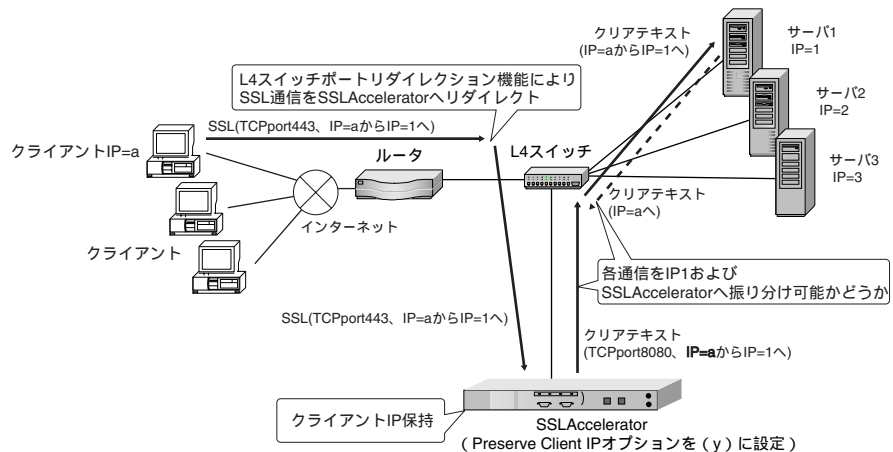 クリアテキスト
(IP=aからIP=1へ)
サーバ1
IP=1
L4スイッチポートリダイレクション機能により
SSL通信をSSLAcceleratorへリダイレクト
サーバ2
IP=2
SSL(TCPport443、IP=aからIP=1へ)
クライアントIP=a
ルータ
L4スイッチ
サーバ3
IP=3
クリアテキスト
(IP=aへ)
インターネット
クライアント
各通信をIP1および
SSLAcceleratorへ振り分け可能かどうか
SSL(TCPport443、IP=aからIP=1へ)
クリアテキスト
(TCPport8080、IP=aからIP=1へ)
クライアントIP保持
SSLAccelerator
( Preserve Client IPオプションを ( y ) に設定 )